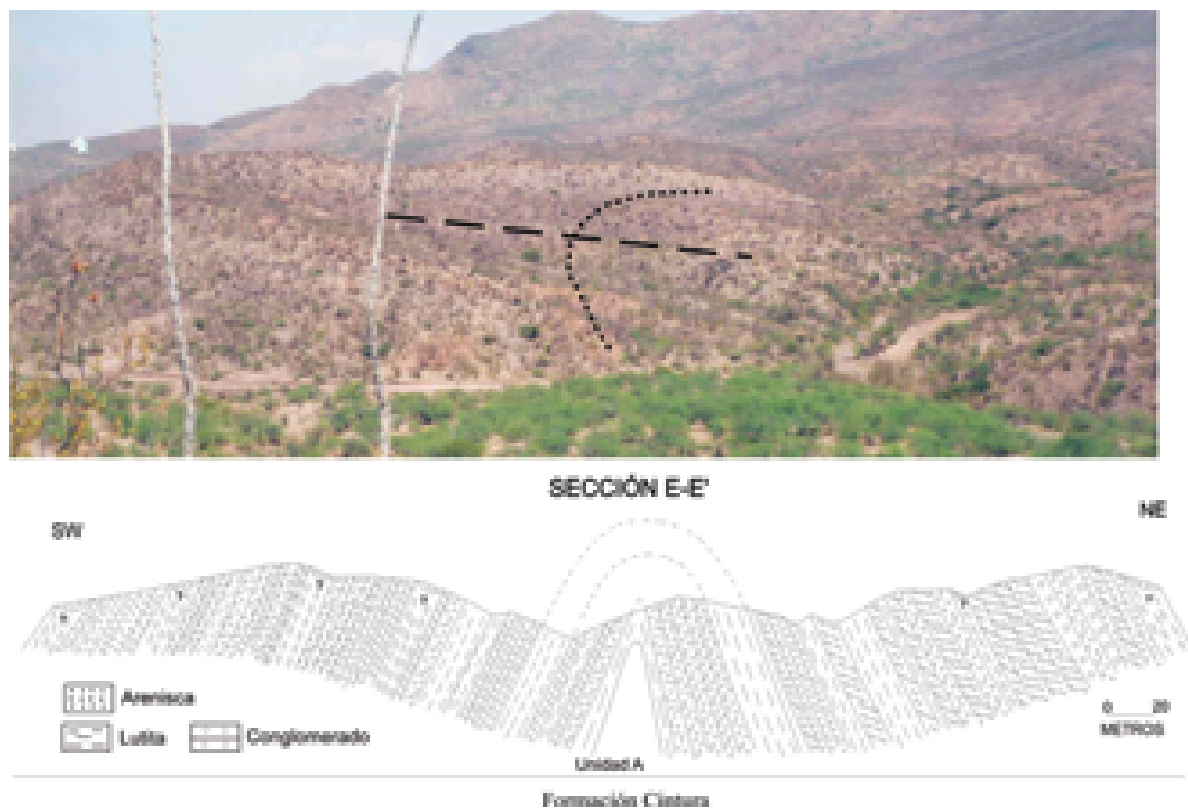 SECCIÓN E-E'
SW
NE
Arenisca
Lutita
Conglomerado
0 20
METROS
Unidad A
Formación Cintura